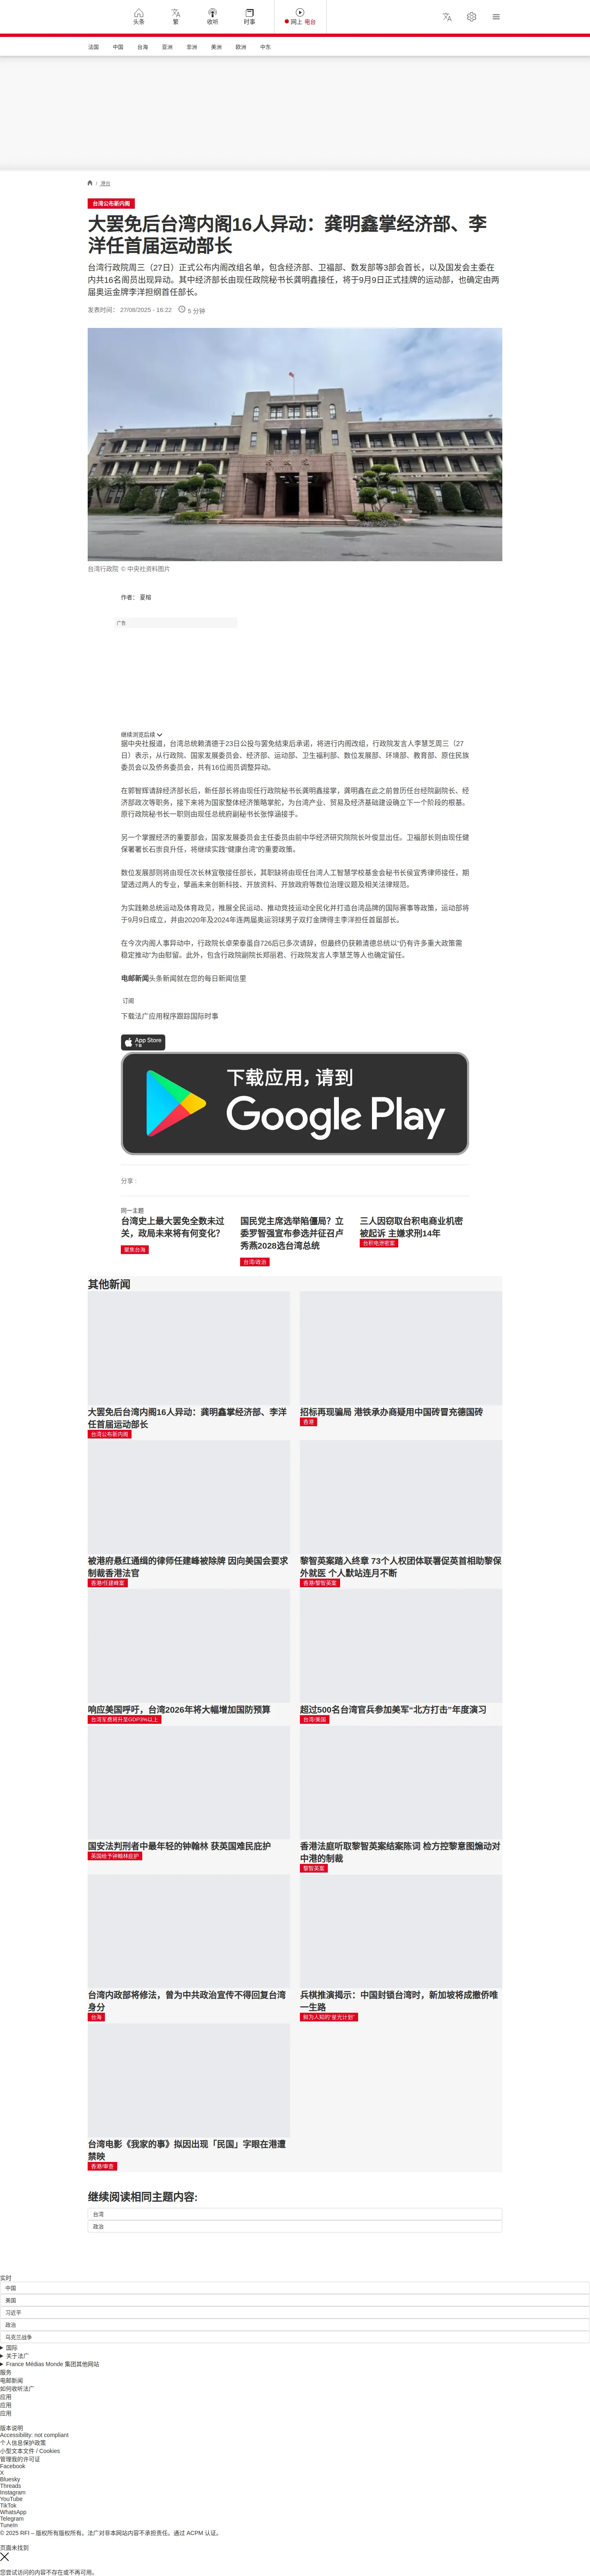 头条
繁
收听
时事
网上 电台
法国 中国 台海 亚洲 非洲 美洲 欧洲 中东
港台
台湾公布新内阁
大罢免后台湾内阁16人异动：龚明鑫掌经济部、李
洋任首届运动部长
台湾行政院周三（27日）正式公布内阁改组名单，包含经济部、卫福部、数发部等3部会首长，以及国发会主委在
内共16名阁员出现异动。其中经济部长由现任政院秘书长龚明鑫接任，将于9月9日正式挂牌的运动部，也确定由两
届奥运金牌李洋担纲首任部长。
发表时间： 27/08/2025 - 16:22
5 分钟
台湾行政院 © 中央社资料图片
作者： 夏榕
广告
继续浏览后续
据中央社报道，台湾总统赖清德于23日公投与罢免结束后承诺，将进行内阁改组，行政院发言人李慧芝周三（27
日）表示，从行政院、国家发展委员会、经济部、运动部、卫生福利部、数位发展部、环境部、教育部、原住民族
委员会以及侨务委员会，共有16位阁员调整异动。
在郭智辉请辞经济部长后，新任部长将由现任行政院秘书长龚明鑫接掌，龚明鑫在此之前曾历任台经院副院长、经
济部政次等职务，接下来将为国家整体经济策略掌舵，为台湾产业、贸易及经济基础建设确立下一个阶段的根基。
原行政院秘书长一职则由现任总统府副秘书长张惇涵接手。
另一个掌握经济的重要部会，国家发展委员会主任委员由前中华经济研究院院长叶俊显出任。卫福部长则由现任健
保署署长石崇良升任，将继续实践“健康台湾”的重要政策。
数位发展部则将由现任次长林宜敬接任部长，其职缺将由现任台湾人工智慧学校基金会秘书长侯宜秀律师接任，期
望透过两人的专业，擘画未来创新科技、开放资料、开放政府等数位治理议题及相关法律规范。
为实践赖总统运动及体育政见，推展全民运动、推动竞技运动全民化并打造台湾品牌的国际赛事等政策，运动部将
于9月9日成立，并由2020年及2024年连两届奥运羽球男子双打金牌得主李洋担任首届部长。
在今次内阁人事异动中，行政院长卓荣泰虽自726后已多次请辞，但最终仍获赖清德总统以“仍有许多重大政策需
稳定推动”为由慰留。此外，包含行政院副院长郑丽君、行政院发言人李慧芝等人也确定留任。
电邮新闻头条新闻就在您的每日新闻信里
订阅
下载法广应用程序跟踪国际时事
App Store
下载
下载应用，请到
Google Play
分享 :
同一主题
台湾史上最大罢免全数未过
关，政局未来将有何变化？
聚焦台海
国民党主席选举陷僵局？立
委罗智强宣布参选并征召卢
秀燕2028选台湾总统
台湾/政治
三人因窃取台积电商业机密
被起诉 主嫌求刑14年
台积电泄密案
其他新闻
大罢免后台湾内阁16人异动：龚明鑫掌经济部、李洋
任首届运动部长
台湾公布新内阁
招标再现骗局 港铁承办商疑用中国砖冒充德国砖
香港
被港府悬红通缉的律师任建峰被除牌 因向美国会要求
制裁香港法官
香港/任建峰案
黎智英案踏入终章 73个人权团体联署促英首相助黎保
外就医 个人默站连月不断
香港/黎智英案
响应美国呼吁，台湾2026年将大幅增加国防预算
台湾军费将升至GDP3%以上
超过500名台湾官兵参加美军“北方打击”年度演习
台湾/美国
国安法判刑者中最年轻的钟翰林 获英国难民庇护
英国给予钟翰林庇护
香港法庭听取黎智英案结案陈词 检方控黎意图煽动对
中港的制裁
黎智英案
台湾内政部将修法，曾为中共政治宣传不得回复台湾
身分
台海
兵棋推演揭示：中国封锁台湾时，新加坡将成撤侨唯
一生路
鲜为人知的“星光计划”
台湾电影《我家的事》拟因出现「民国」字眼在港遭
禁映
香港/审查
继续阅读相同主题内容:
台湾
政治
实时
中国
美国
习近平
政治
乌克兰战争
国际
关于法广
France Médias Monde 集团其他网站
服务
电邮新闻
如何收听法广
应用
应用
应用
版本说明
Accessibility: not compliant
个人信息保护政策
小型文本文件 / Cookies
管理我的许可证
Facebook
X
Bluesky
Threads
Instagram
YouTube
TikTok
WhatsApp
Telegram
TuneIn
© 2025 RFI – 版权所有版权所有。法广对非本网站内容不承担责任。通过 ACPM 认证。
页面未找到
您尝试访问的内容不存在或不再可用。